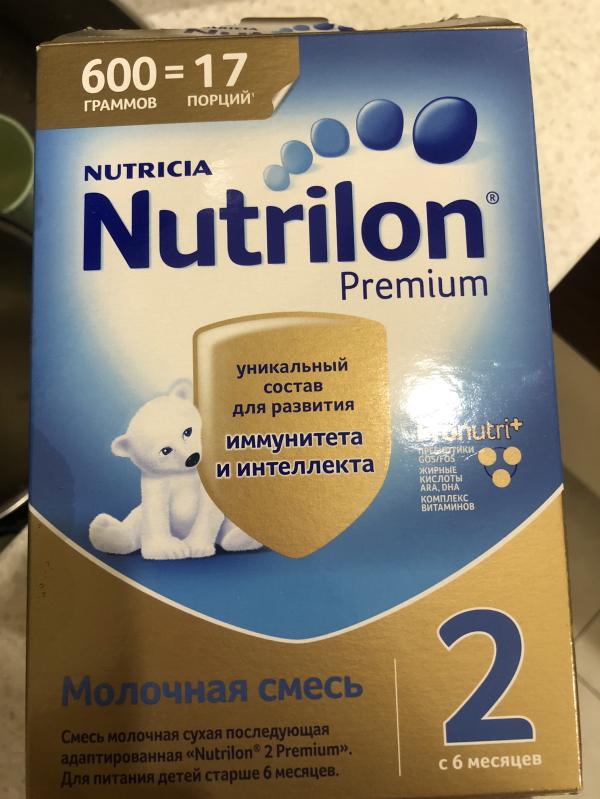 600 = 17
ГРАММОВ ПОРЦИЙ¹
NUTRICIA
Nutrilon®
Premium
уникальный
состав
для развития
иммунитета
и интеллекта
Pronutri+
ПРЕБИОТИКИ
GOS/FOS
ЖИРНЫЕ
КИСЛОТЫ
ARA, DHA
КОМПЛЕКС
ВИТАМИНОВ
2
с 6 месяцев
Молочная смесь
Смесь молочная сухая последующая
адаптированная «Nutrilon® 2 Premium».
Для питания детей старше 6 месяцев.